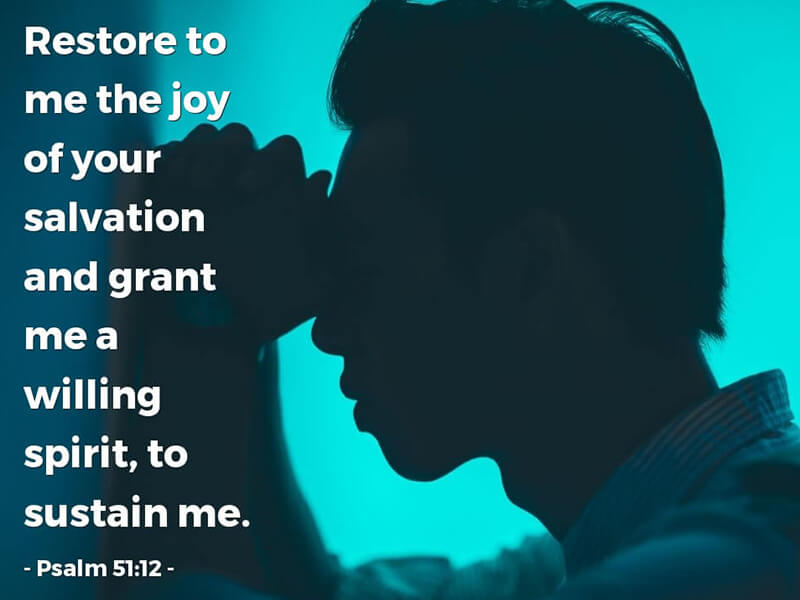 Restore to
me the joy
of your
salvation
and grant
me a
willing
spirit, to
sustain me.
- Psalm 51:12 -